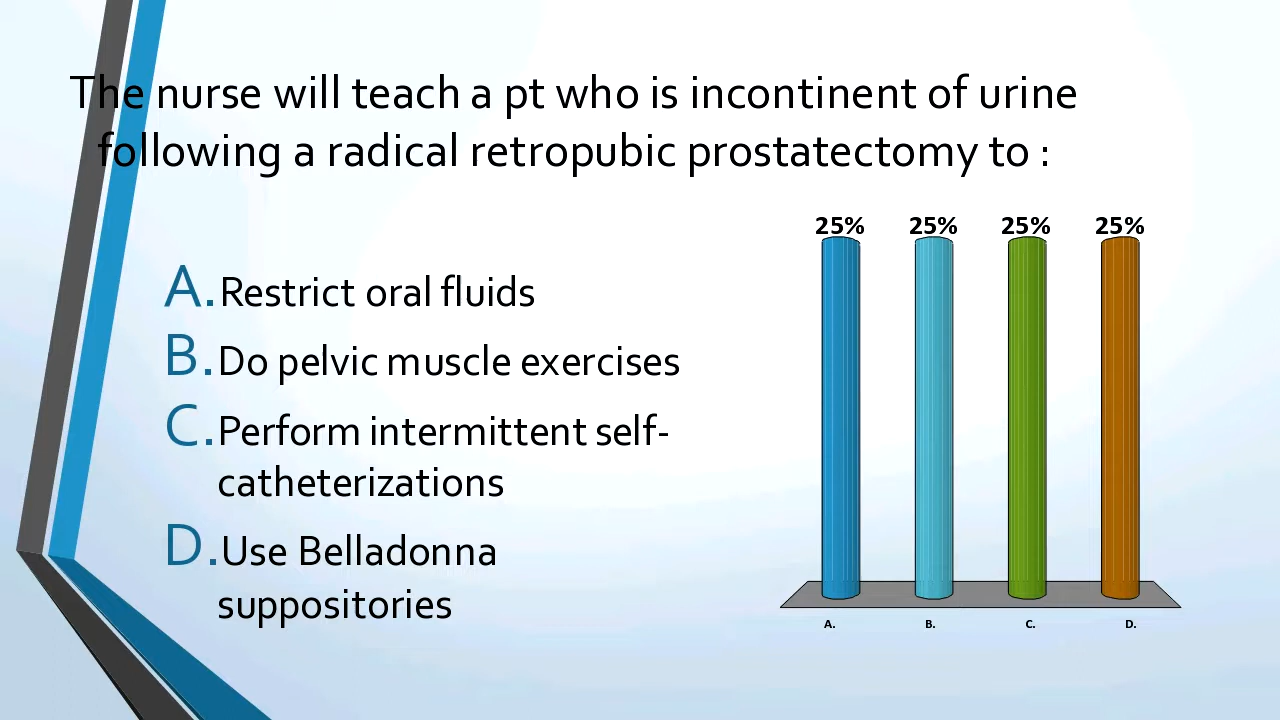 The nurse will teach a pt who is incontinent of urine
following a radical retropubic prostatectomy to :
A. Restrict oral fluids
B. Do pelvic muscle exercises
C. Perform intermittent self-
catheterizations
D. Use Belladonna
suppositories
25% 25% 25% 25%
A. B. C. D.